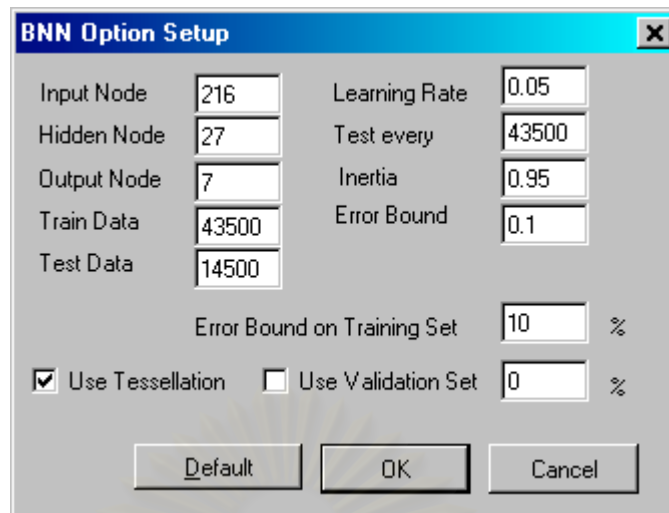 BNN Option Setup
Input Node 216
Hidden Node 27
Output Node 7
Train Data 43500
Test Data 14500
Learning Rate 0.05
Test every 43500
Inertia 0.95
Error Bound 0.1
Error Bound on Training Set 10 %
Use Tessellation
Use Validation Set 0 %
Default
OK
Cancel